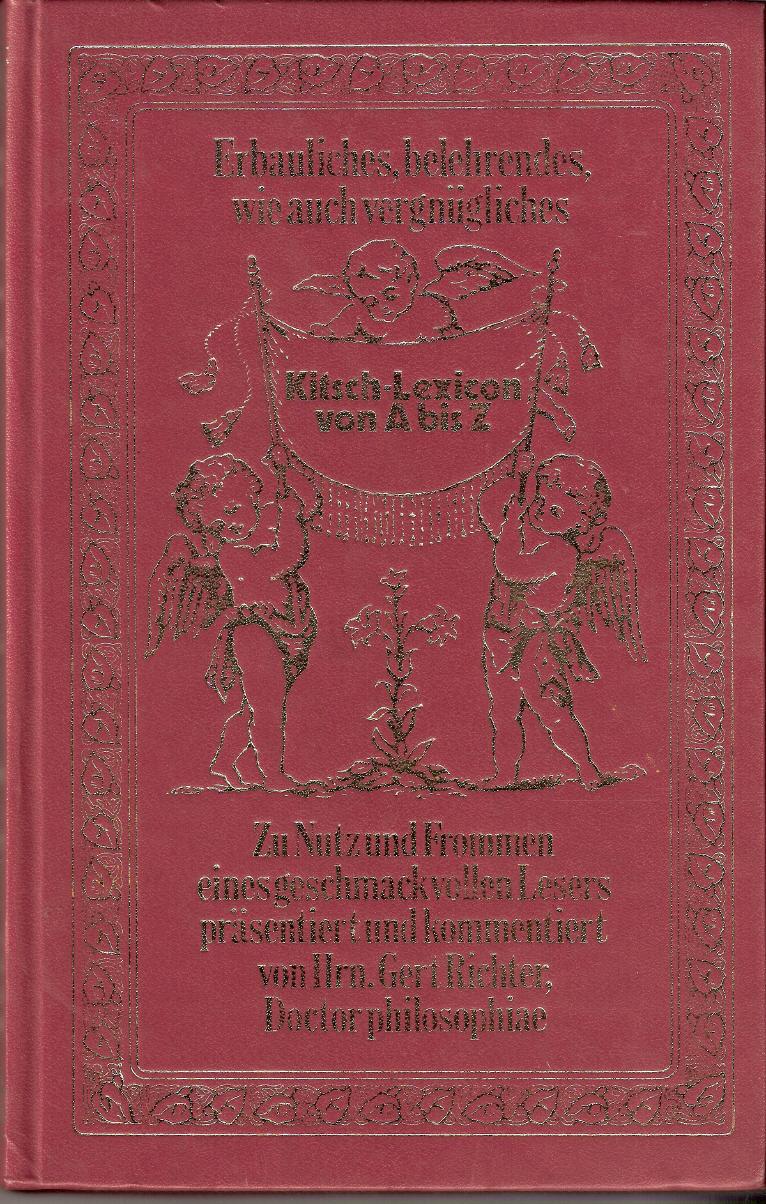 Erbauliches, belehrendes,
wie auch vergnügliches
Kitsch-Lexicon
von A bis Z
Zu Nutz und Frommen
eines geschmackvollen Lesers
präsentiert und kommentiert
von Hrn. Gert Richter,
Doctor philosophiae